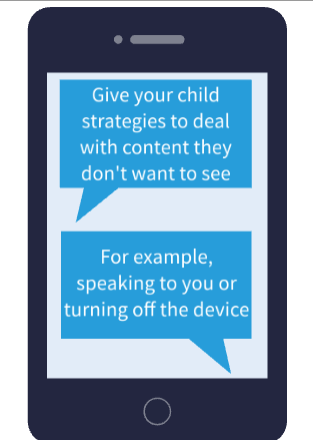 Give your child
strategies to deal
with content they
don't want to see
For example,
speaking to you or
turning off the device